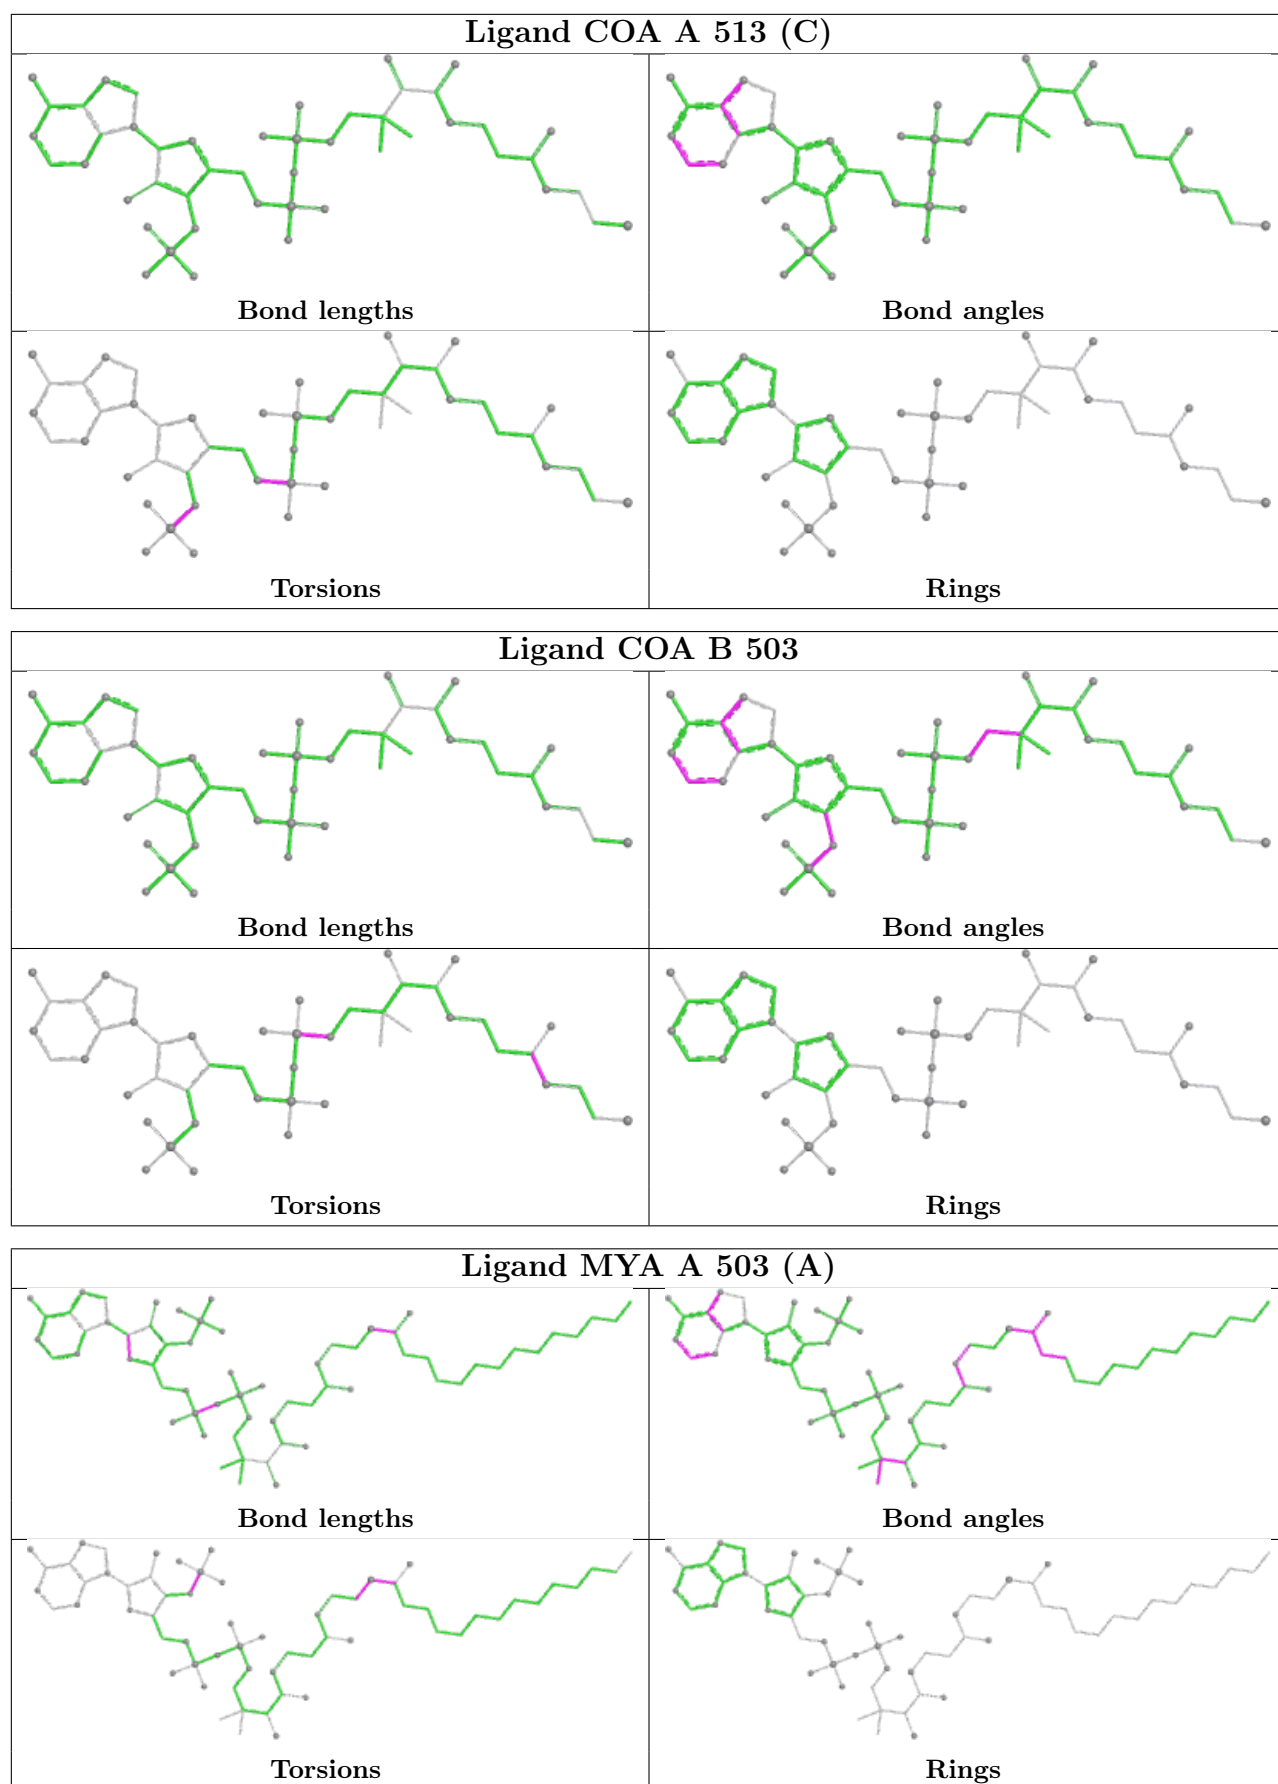 Ligand COA A 513 (C)
Bond lengths
Bond angles
Torsions
Rings
Ligand COA B 503
Bond lengths
Bond angles
Torsions
Rings
Ligand MYA A 503 (A)
Bond lengths
Bond angles
Torsions
Rings